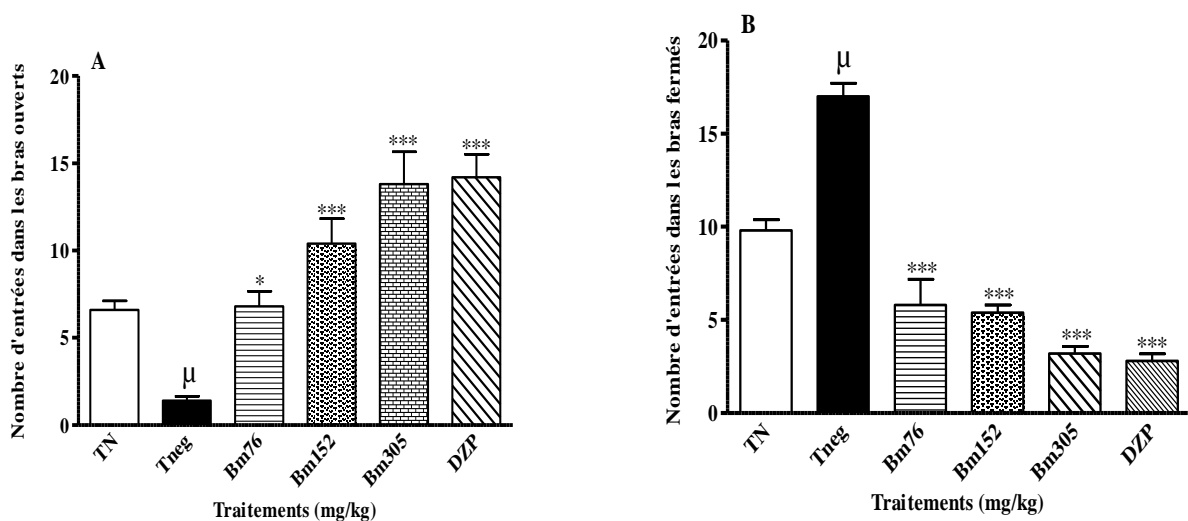 A
Nombre d'entrées dans les bras ouverts
20
15
10
5
0
μ
*
***
***
***
TN
Tneg
Bm76
Bm152
Bm305
DZP
Traitements (mg/kg)
B
Nombre d'entrées dans les bras fermés
20
15
10
5
0
μ
***
***
***
***
TN
Tneg
Bm76
Bm152
Bm305
DZP
Traitements (mg/kg)